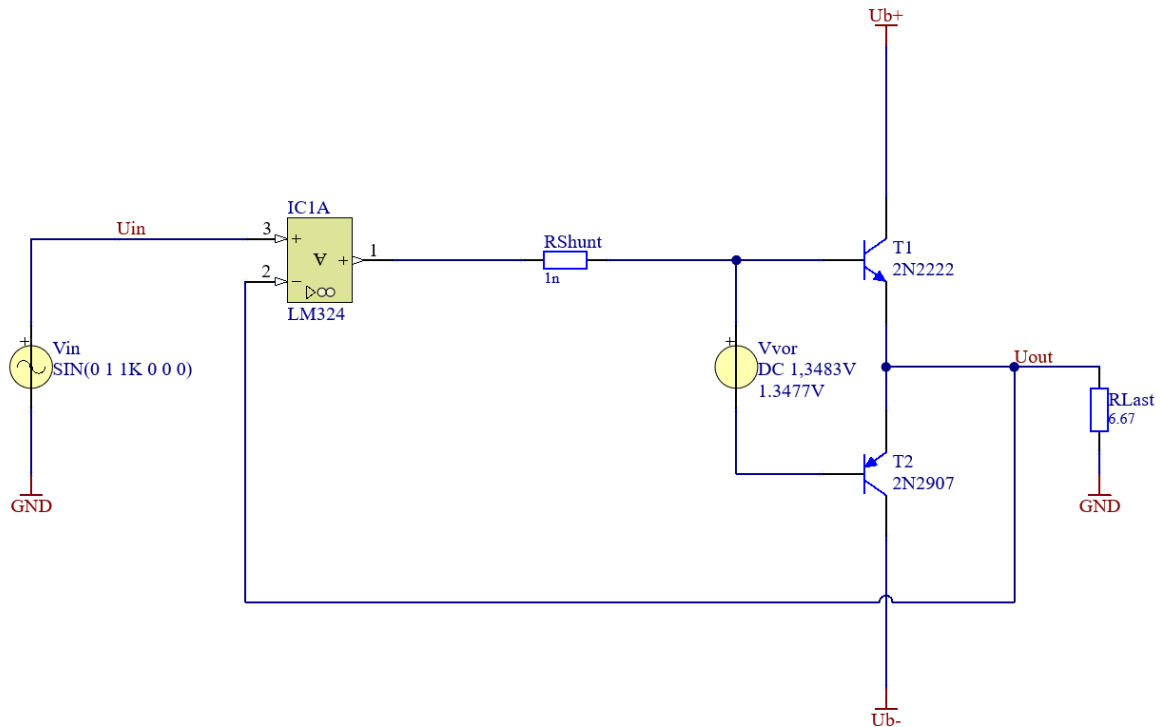 Ub+
IC1A
Uin
3
+
A
+
1
2
−
▷∞
LM324
RShunt
1n
T1
2N2222
+
Vin
SIN(0 1 1K 0 0 0)
+
Vvor
DC 1,3483V
1.3477V
Uout
RLast
6.67
T2
2N2907
GND
GND
Ub-